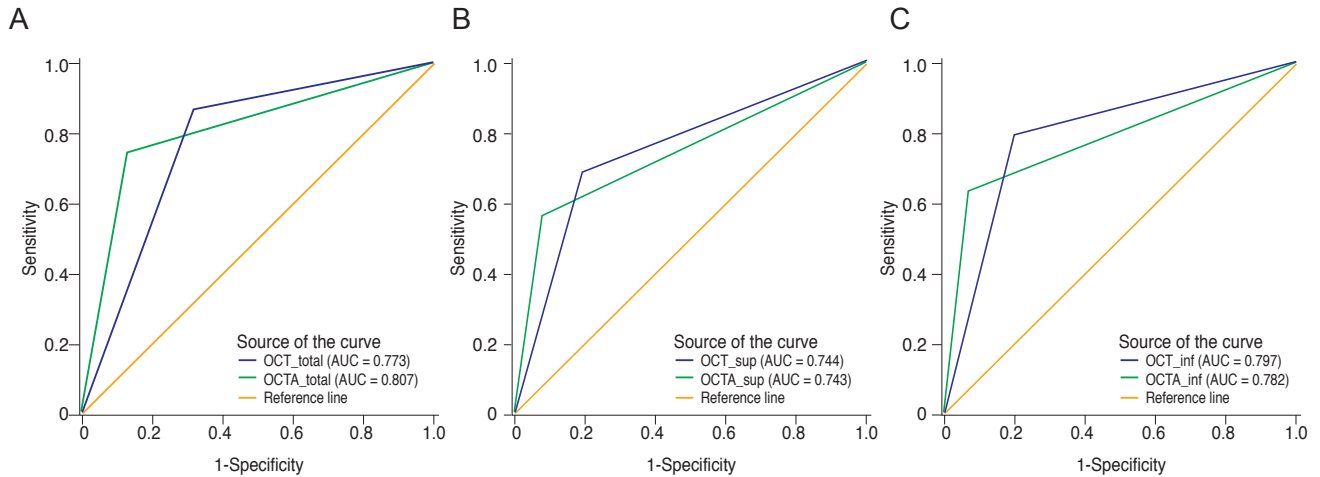 A
B
C
Sensitivity
1.0
0.8
0.6
0.4
0.2
0
0
0.2
0.4
0.6
0.8
1.0
1-Specificity
Source of the curve
OCT_total (AUC = 0.773)
OCTA_total (AUC = 0.807)
Reference line
Sensitivity
1.0
0.8
0.6
0.4
0.2
0
0
0.2
0.4
0.6
0.8
1.0
1-Specificity
Source of the curve
OCT_sup (AUC = 0.744)
OCTA_sup (AUC = 0.743)
Reference line
Sensitivity
1.0
0.8
0.6
0.4
0.2
0
0
0.2
0.4
0.6
0.8
1.0
1-Specificity
Source of the curve
OCT_inf (AUC = 0.797)
OCTA_inf (AUC = 0.782)
Reference line